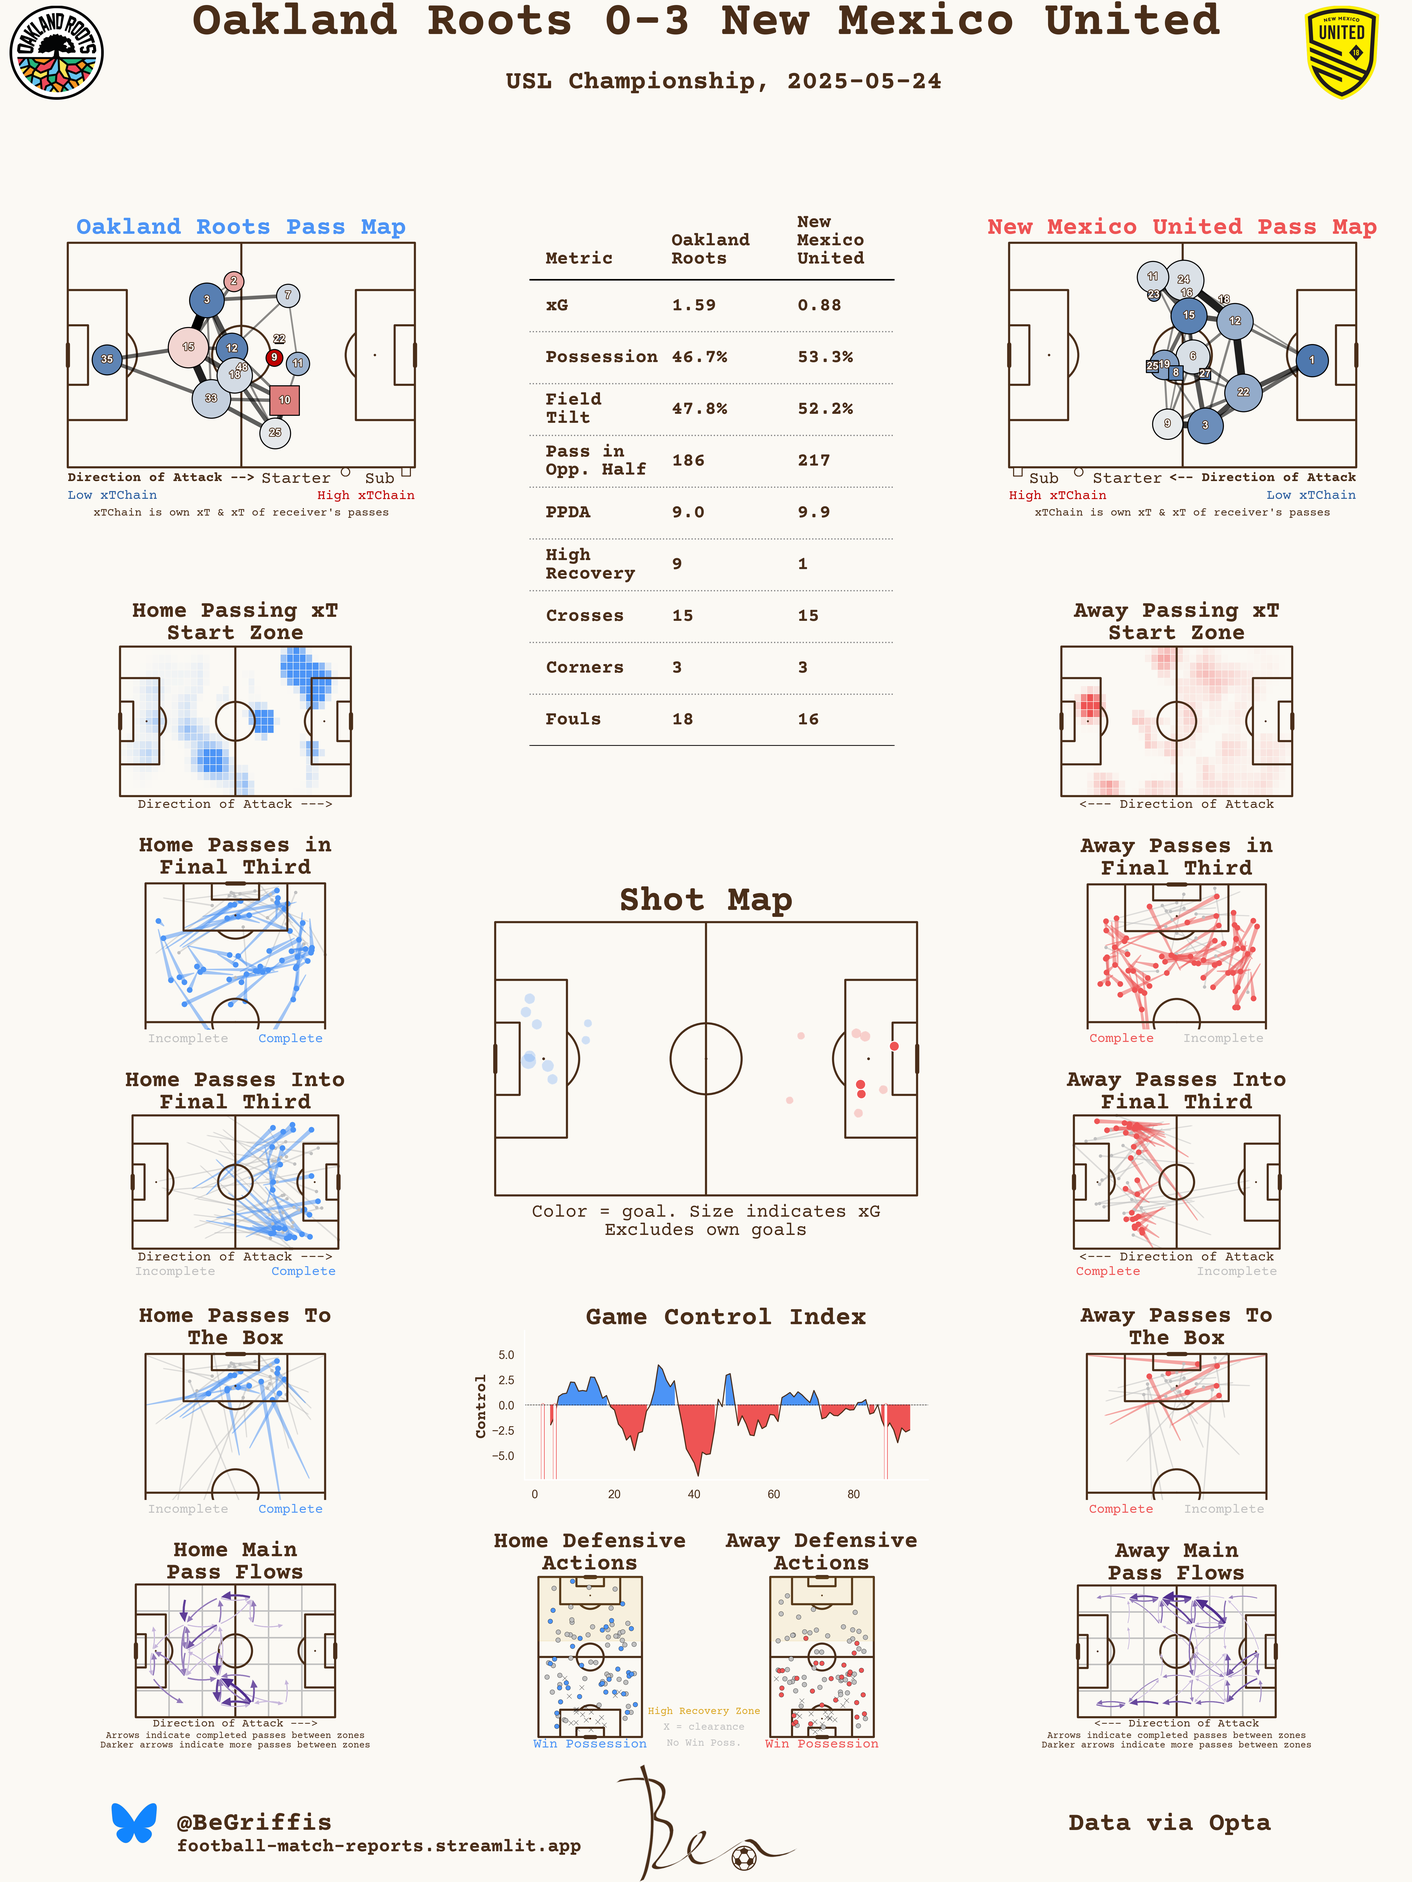 Oakland Roots 0-3 New Mexico United
USL Championship, 2025-05-24
OAKLAND ROOTS
NEW MEXICO
UNITED
18
Oakland Roots Pass Map
2
3
7
15
12
22
35
9
11
48
18
33
10
25
Direction of Attack --> Starter Sub
Low xTChain High xTChain
xTChain is own xT & xT of receiver's passes
Metric Oakland Roots New Mexico United
xG 1.59 0.88
Possession 46.7% 53.3%
Field Tilt 47.8% 52.2%
Pass in Opp. Half 186 217
PPDA 9.0 9.9
High Recovery 9 1
Crosses 15 15
Corners 3 3
Fouls 18 16
New Mexico United Pass Map
11
24
23
16
18
15
12
6
1
25
19
8
27
22
9
3
Sub Starter <-- Direction of Attack
High xTChain Low xTChain
xTChain is own xT & xT of receiver's passes
Home Passing xT
Start Zone
Direction of Attack --->
Away Passing xT
Start Zone
<--- Direction of Attack
Home Passes in
Final Third
Incomplete Complete
Away Passes in
Final Third
Complete Incomplete
Shot Map
Color = goal. Size indicates xG
Excludes own goals
Home Passes Into
Final Third
Direction of Attack --->
Incomplete Complete
Away Passes Into
Final Third
<--- Direction of Attack
Complete Incomplete
Home Passes To
The Box
Incomplete Complete
Game Control Index
Control
5.0
2.5
0.0
−2.5
−5.0
0 20 40 60 80
Away Passes To
The Box
Complete Incomplete
Home Main
Pass Flows
Direction of Attack --->
Arrows indicate completed passes between zones
Darker arrows indicate more passes between zones
Home Defensive
Actions
Win Possession
High Recovery Zone
X = clearance
No Win Poss.
Away Defensive
Actions
Win Possession
Away Main
Pass Flows
<--- Direction of Attack
Arrows indicate completed passes between zones
Darker arrows indicate more passes between zones
@BeGriffis
football-match-reports.streamlit.app
Ben
Data via Opta